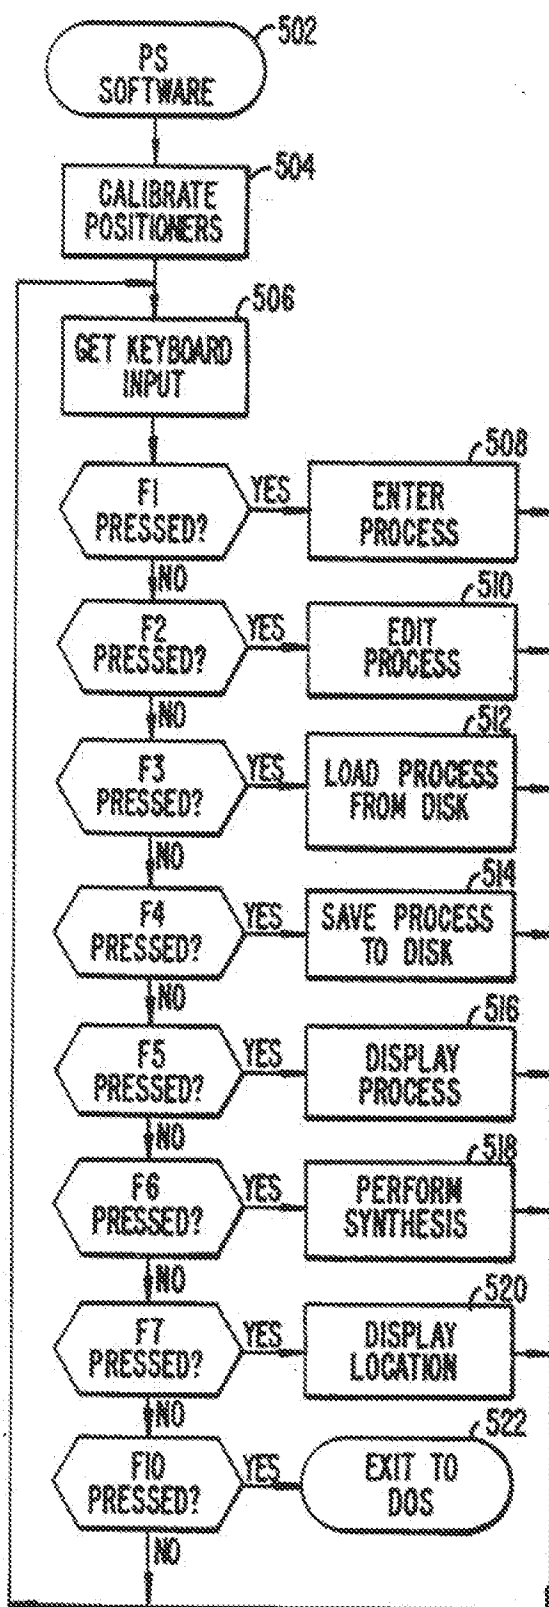 502
PS
SOFTWARE
504
CALIBRATE
POSITIONERS
506
GET KEYBOARD
INPUT
508
F1
PRESSED?
YES
ENTER
PROCESS
NO
510
F2
PRESSED?
YES
EDIT
PROCESS
NO
512
F3
PRESSED?
YES
LOAD PROCESS
FROM DISK
NO
514
F4
PRESSED?
YES
SAVE PROCESS
TO DISK
NO
516
F5
PRESSED?
YES
DISPLAY
PROCESS
NO
518
F6
PRESSED?
YES
PERFORM
SYNTHESIS
NO
520
F7
PRESSED?
YES
DISPLAY
LOCATION
NO
522
F10
PRESSED?
YES
EXIT TO
DOS
NO